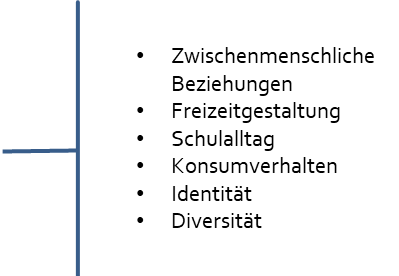 • Zwischenmenschliche
Beziehungen
• Freizeitgestaltung
• Schulalltag
• Konsumverhalten
• Identität
• Diversität